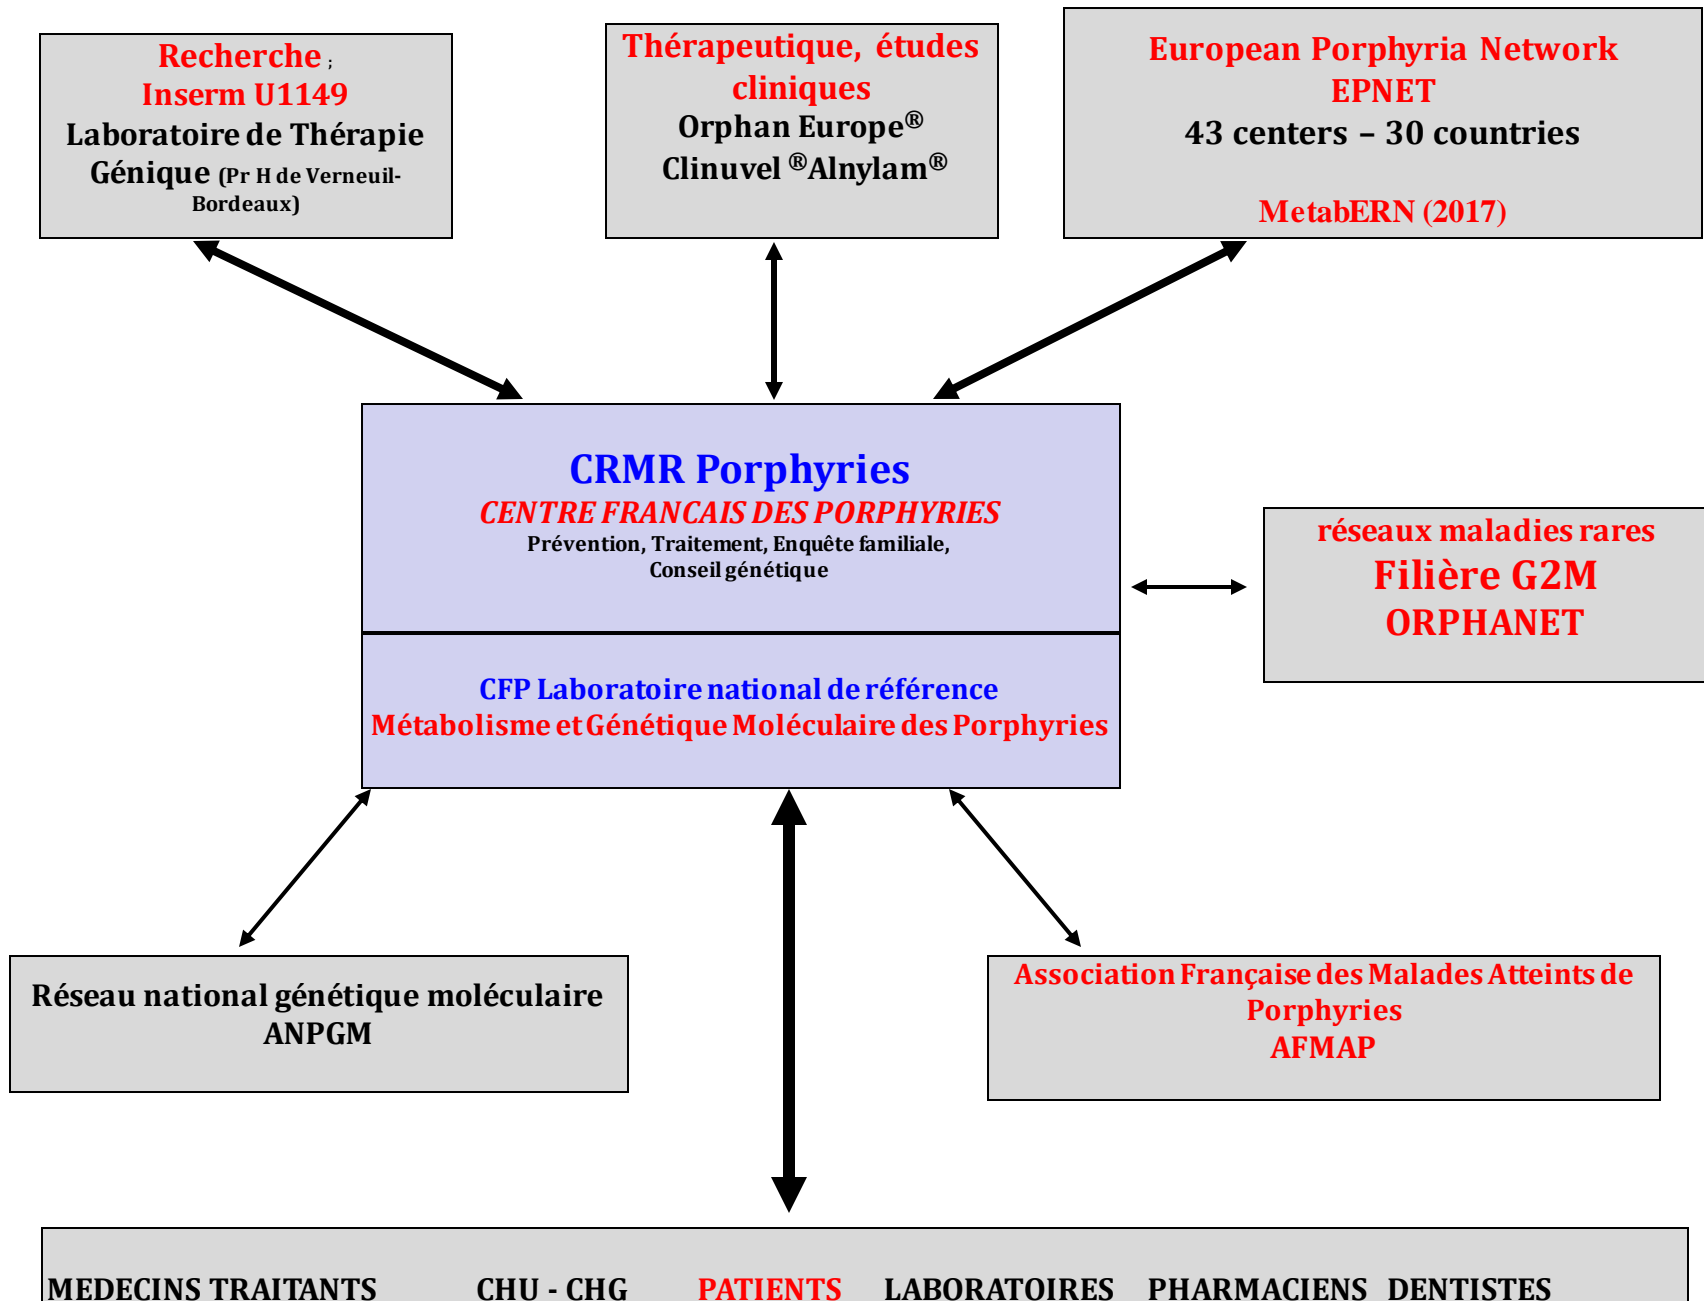 Recherche ;
Inserm U1149
Laboratoire de Thérapie
Génique (Pr H de Verneuil-
Bordeaux)
Thérapeutique, études
cliniques
Orphan Europe®
Clinuvel ®Alnylam®
European Porphyria Network
EPNET
43 centers – 30 countries
MetabERN (2017)
CRMR Porphyries
CENTRE FRANCAIS DES PORPHYRIES
Prévention, Traitement, Enquête familiale,
Conseil génétique
CFP Laboratoire national de référence
Métabolisme et Génétique Moléculaire des Porphyries
réseaux maladies rares
Filière G2M
ORPHANET
Réseau national génétique moléculaire
ANPGM
Association Française des Malades Atteints de
Porphyries
AFMAP
MEDECINS TRAITANTS CHU - CHG PATIENTS LABORATOIRES PHARMACIENS DENTISTES